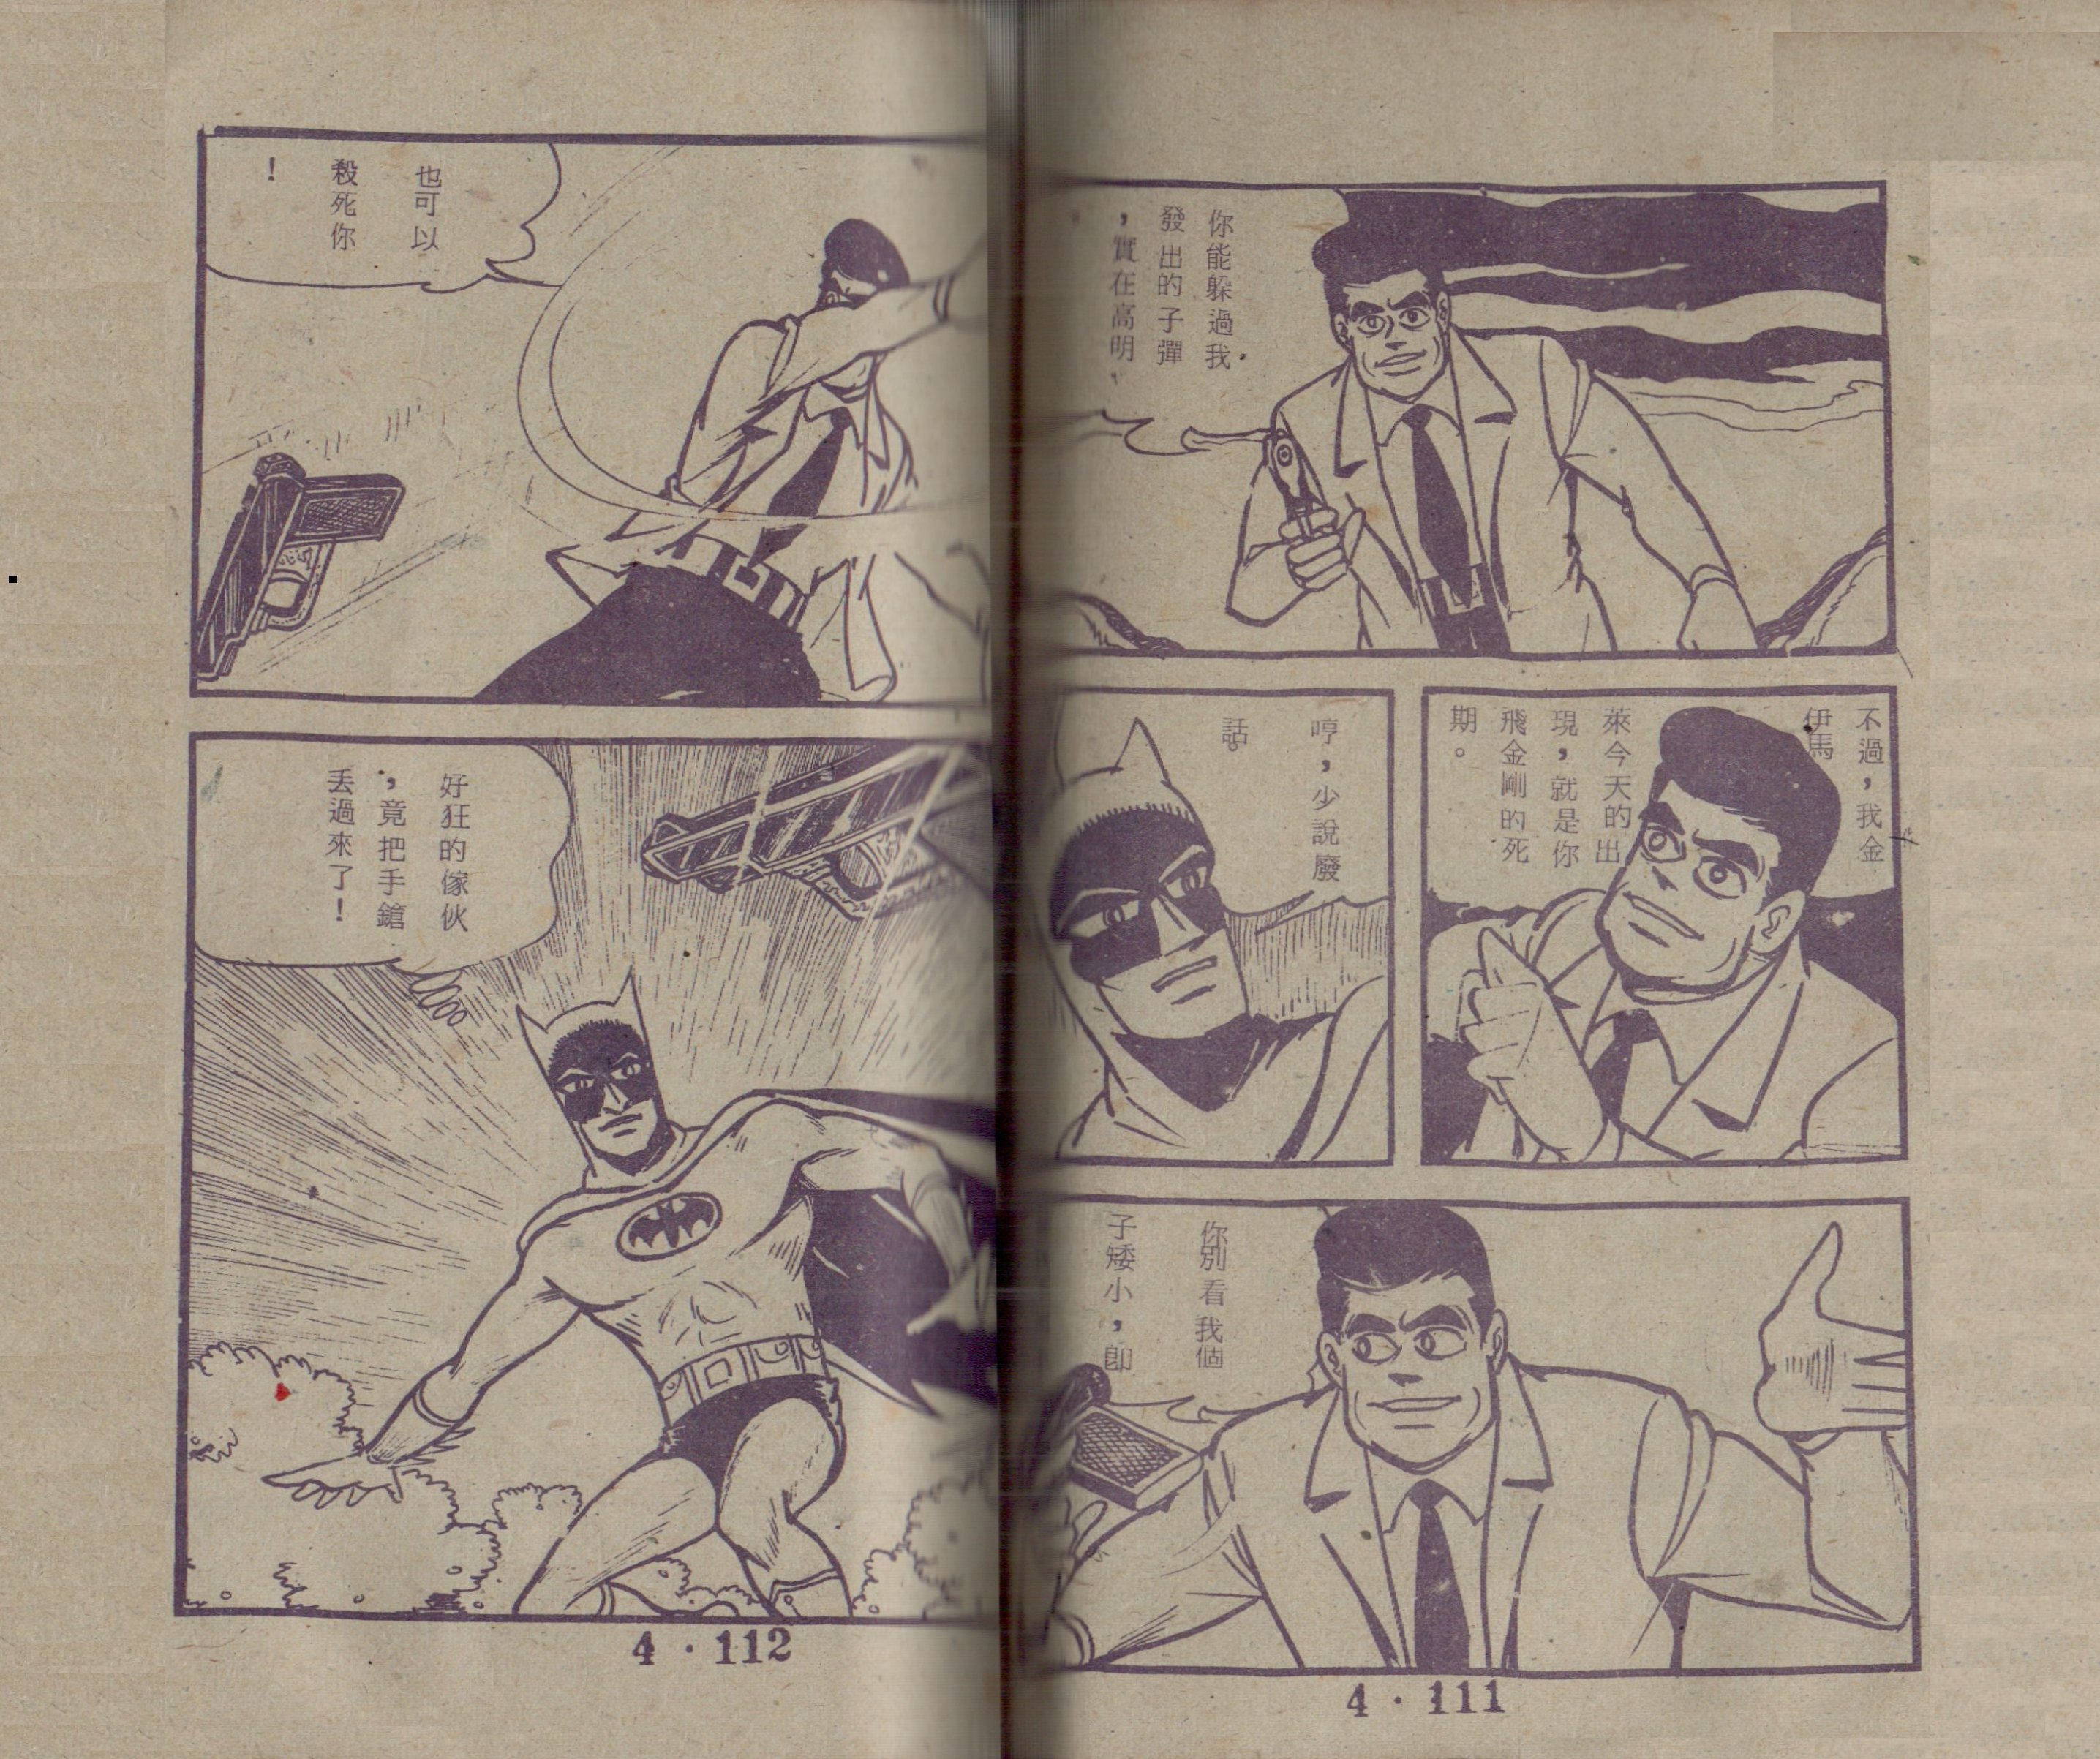 你能躲過我
發出的子彈
，實在高明
不過，我金
伊馬
萊今天的出
現，就是你
飛金剛的死
期。
哼，少說廢
話。
你別看我個
子矮小，卽
4·111
也可以
殺死你
！
好狂的傢伙
，竟把手鎗
丟過來了！
4·112